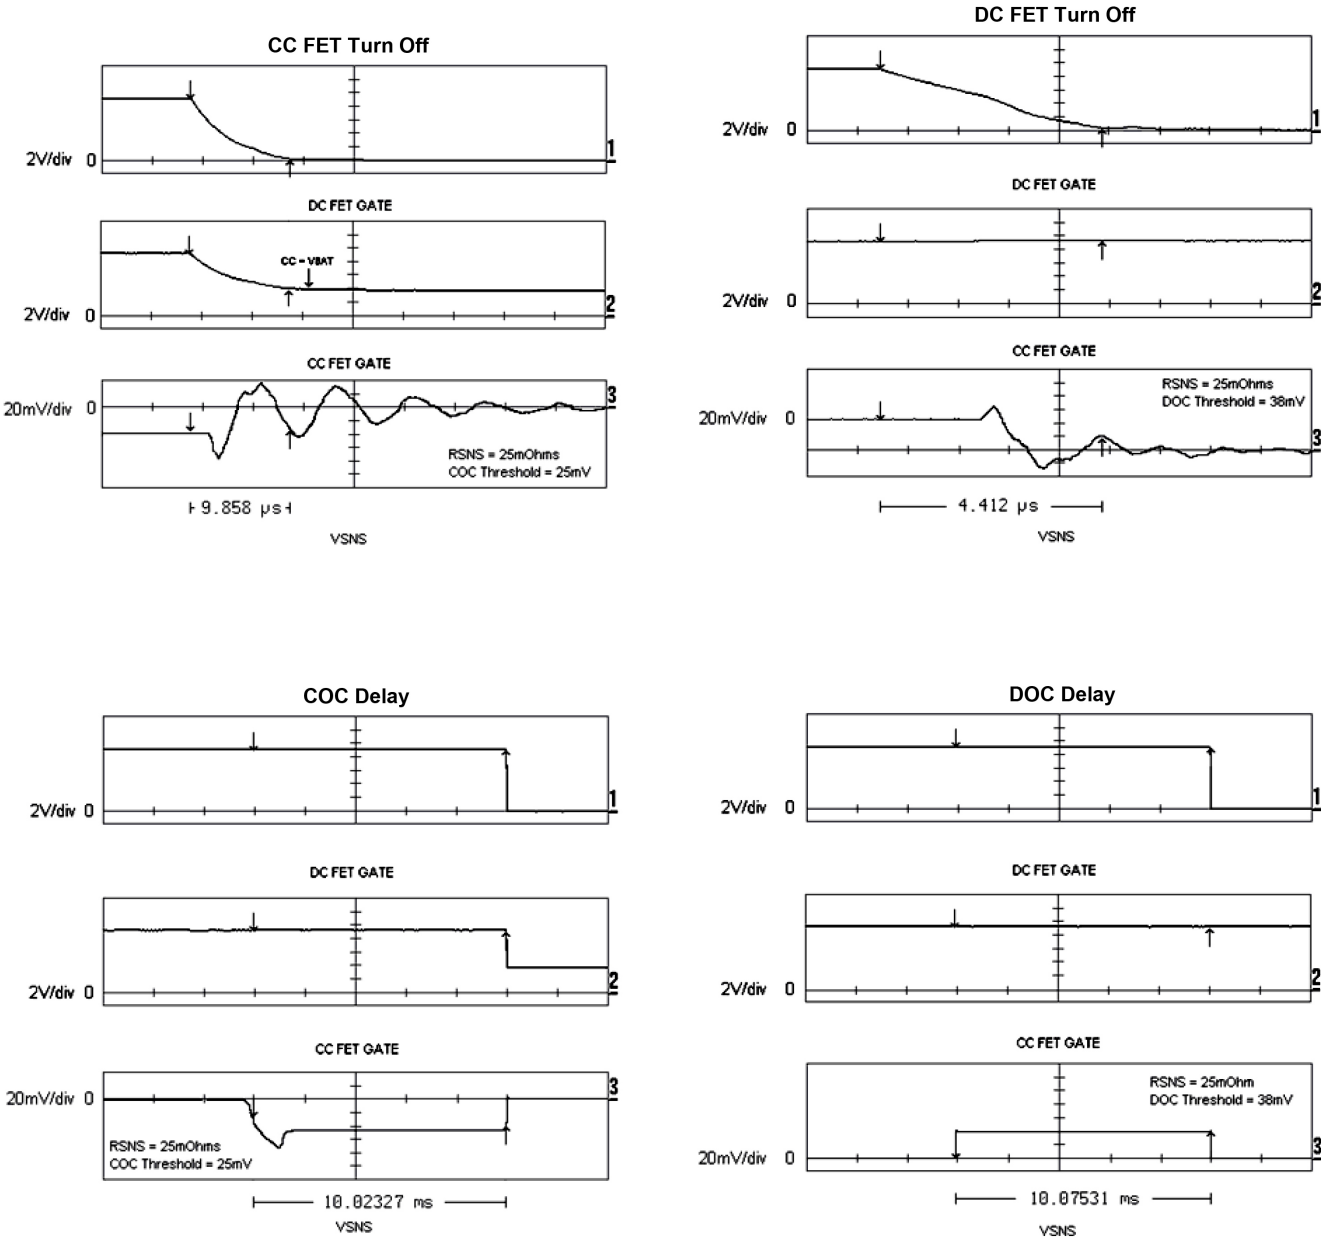 CC FET Turn Off
2V/div 0
1
DC FET GATE
CC = VBAT
2V/div 0
2
CC FET GATE
20mV/div 0
3
RSNS = 25mOhms
COC Threshold = 25mV
9.858 µs
VSNS
DC FET Turn Off
2V/div 0
1
DC FET GATE
2V/div 0
2
CC FET GATE
RSNS = 25mOhms
DOC Threshold = 38mV
20mV/div 0
3
4.412 µs
VSNS
COC Delay
2V/div 0
1
DC FET GATE
2V/div 0
2
CC FET GATE
20mV/div 0
3
RSNS = 25mOhms
COC Threshold = 25mV
10.02327 ms
VSNS
DOC Delay
2V/div 0
1
DC FET GATE
2V/div 0
2
CC FET GATE
RSNS = 25mOhm
DOC Threshold = 38mV
20mV/div 0
3
10.07531 ms
VSNS